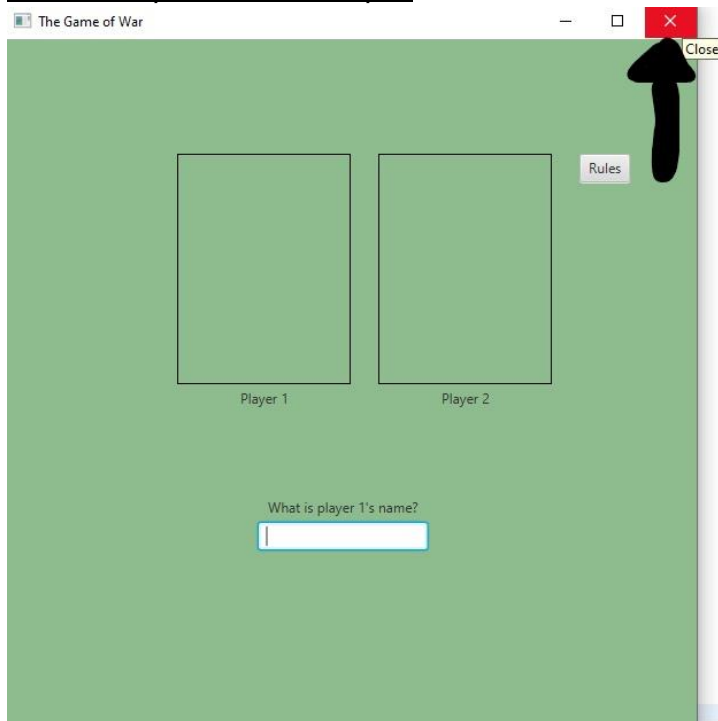 The Game of War
Close
Rules
Player 1 Player 2
What is player 1's name?